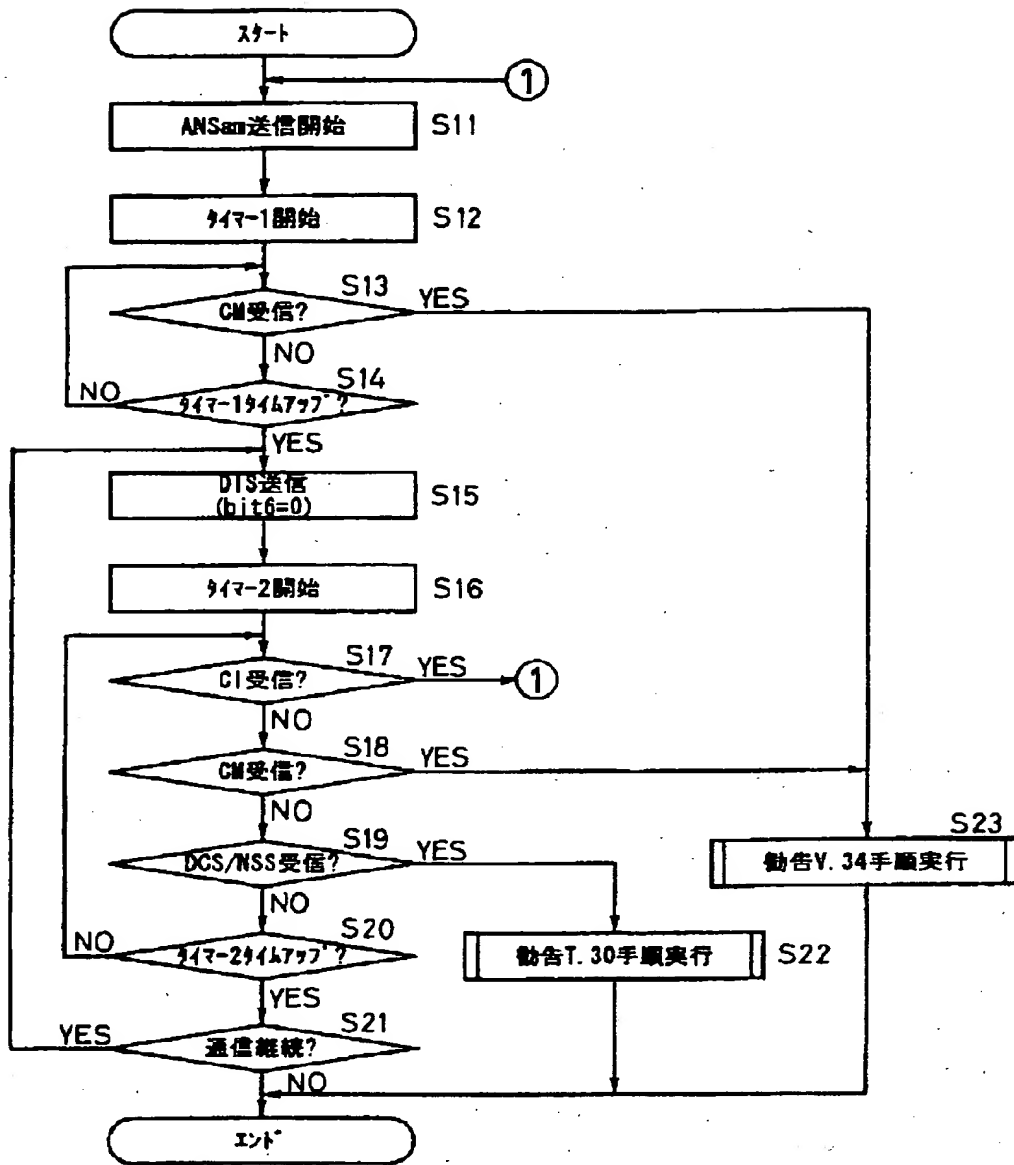 スタート
1
ANSam送信開始 S11
タイマー1開始 S12
S13
CM受信? YES
NO
S14
NO タイマー1タイムアップ?
YES
DIS送信
(bit6=0) S15
タイマー2開始 S16
S17
CI受信? YES 1
NO
S18
CM受信? YES
NO
S19
DCS/NSS受信? YES
NO
S23
勧告V.34手順実行
S20
NO タイマー2タイムアップ?
勧告T.30手順実行 S22
YES
S21
YES 通信継続?
NO
エンド